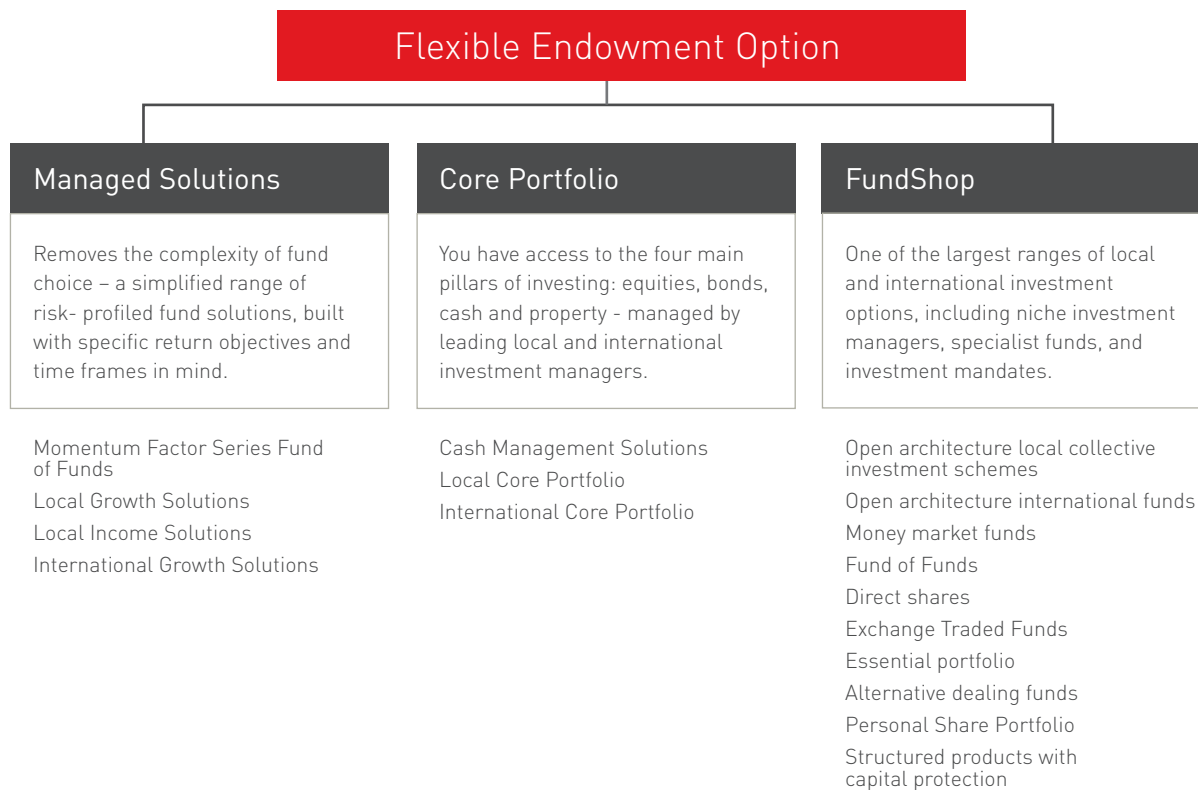 Flexible Endowment Option
Managed Solutions
Removes the complexity of fund
choice – a simplified range of
risk- profiled fund solutions, built
with specific return objectives and
time frames in mind.
Momentum Factor Series Fund
of Funds
Local Growth Solutions
Local Income Solutions
International Growth Solutions
Core Portfolio
You have access to the four main
pillars of investing: equities, bonds,
cash and property - managed by
leading local and international
investment managers.
Cash Management Solutions
Local Core Portfolio
International Core Portfolio
FundShop
One of the largest ranges of local
and international investment
options, including niche investment
managers, specialist funds, and
investment mandates.
Open architecture local collective
investment schemes
Open architecture international funds
Money market funds
Fund of Funds
Direct shares
Exchange Traded Funds
Essential portfolio
Alternative dealing funds
Personal Share Portfolio
Structured products with
capital protection